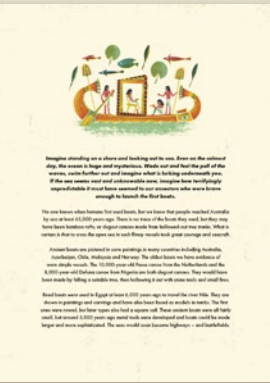 Imagine standing on a shore and looking out to sea. Even on the calmest
day, the ocean is huge and mysterious. Wade out and feel the pull of the
waves, swim further out and imagine what is lurking underneath you.
If the sea seems vast and unknowable now, imagine how terrifyingly
unpredictable it must have seemed to our ancestors who were brave
enough to launch the first boats.
No one knows when humans first used boats, but we know that people reached Australia
by sea at least 65,000 years ago. There is no trace of the boats they used, but they may
have been bamboo rafts, or dugout canoes made from hollowed-out tree trunks. What is
certain is that to cross the open sea in such flimsy vessels took great courage and seacraft.
Ancient boats are pictured in cave paintings in many countries including Australia,
Azerbaijan, Chile, Malaysia and Norway. The oldest boats we have evidence of
were simple vessels. The 10,000-year-old Pesse canoe from the Netherlands and the
8,000-year-old Dufuna canoe from Nigeria are both dugout canoes. They would have
been made by felling a suitable tree, then hollowing it out with stone tools and small fires.
Reed boats were used in Egypt at least 6,000 years ago to travel the river Nile. They are
shown in paintings and carvings and have also been found as models in tombs. The first
ones were rowed, but later types also had a square sail. These ancient boats were all fairly
small, but around 5,000 years ago metal tools were developed and boats could be made
larger and more sophisticated. The seas would soon become highways – and battlefields.